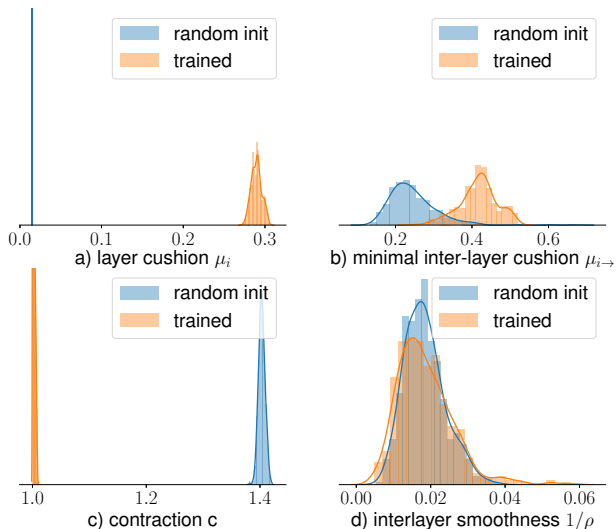 random init
trained
0.0 0.1 0.2 0.3
a) layer cushion μ_i
random init
trained
0.2 0.4 0.6
b) minimal inter-layer cushion μ_{i→}
random init
trained
1.0 1.2 1.4
c) contraction c
random init
trained
0.00 0.02 0.04 0.06
d) interlayer smoothness 1/ρ